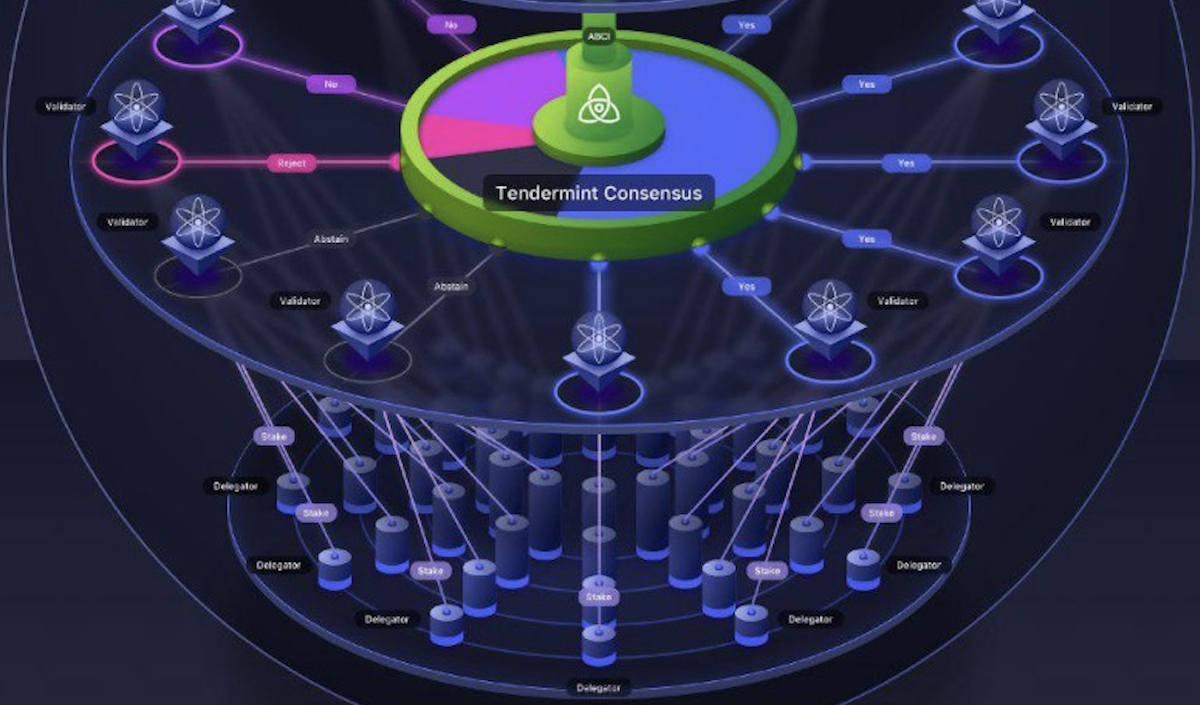 No
Yes
ABCI
No
Yes
Validator
Validator
Reject
Yes
Tendermint Consensus
Validator
Validator
Abstain
Yes
Abstain
Yes
Validator
Validator
Stake
Stake
Delegator
Delegator
Stake
Stake
Delegator
Delegator
Stake
Stake
Stake
Delegator
Delegator
Delegator